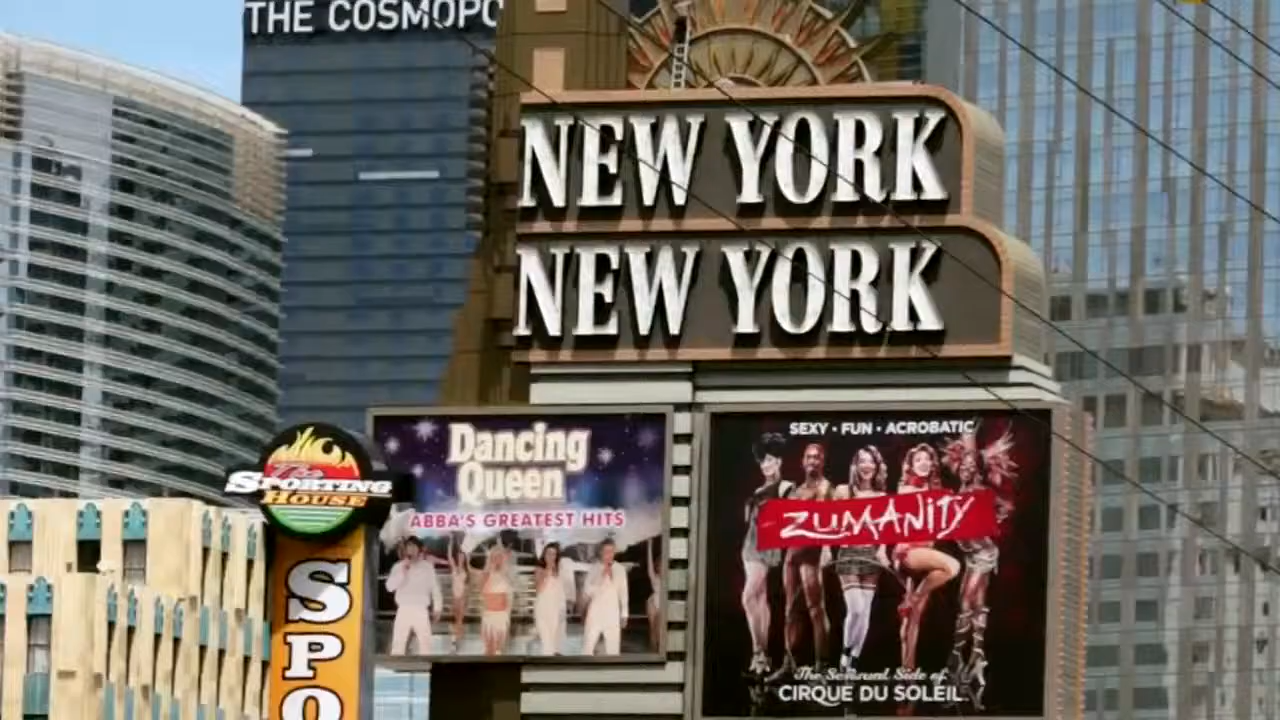 THE COSMOPO
NEW YORK
NEW YORK
The
SPORTING
HOUSE
SPO
Dancing
Queen
ABBA'S GREATEST HITS
SEXY · FUN · ACROBATIC
ZUMANITY
The Sensual Side of
CIRQUE DU SOLEIL